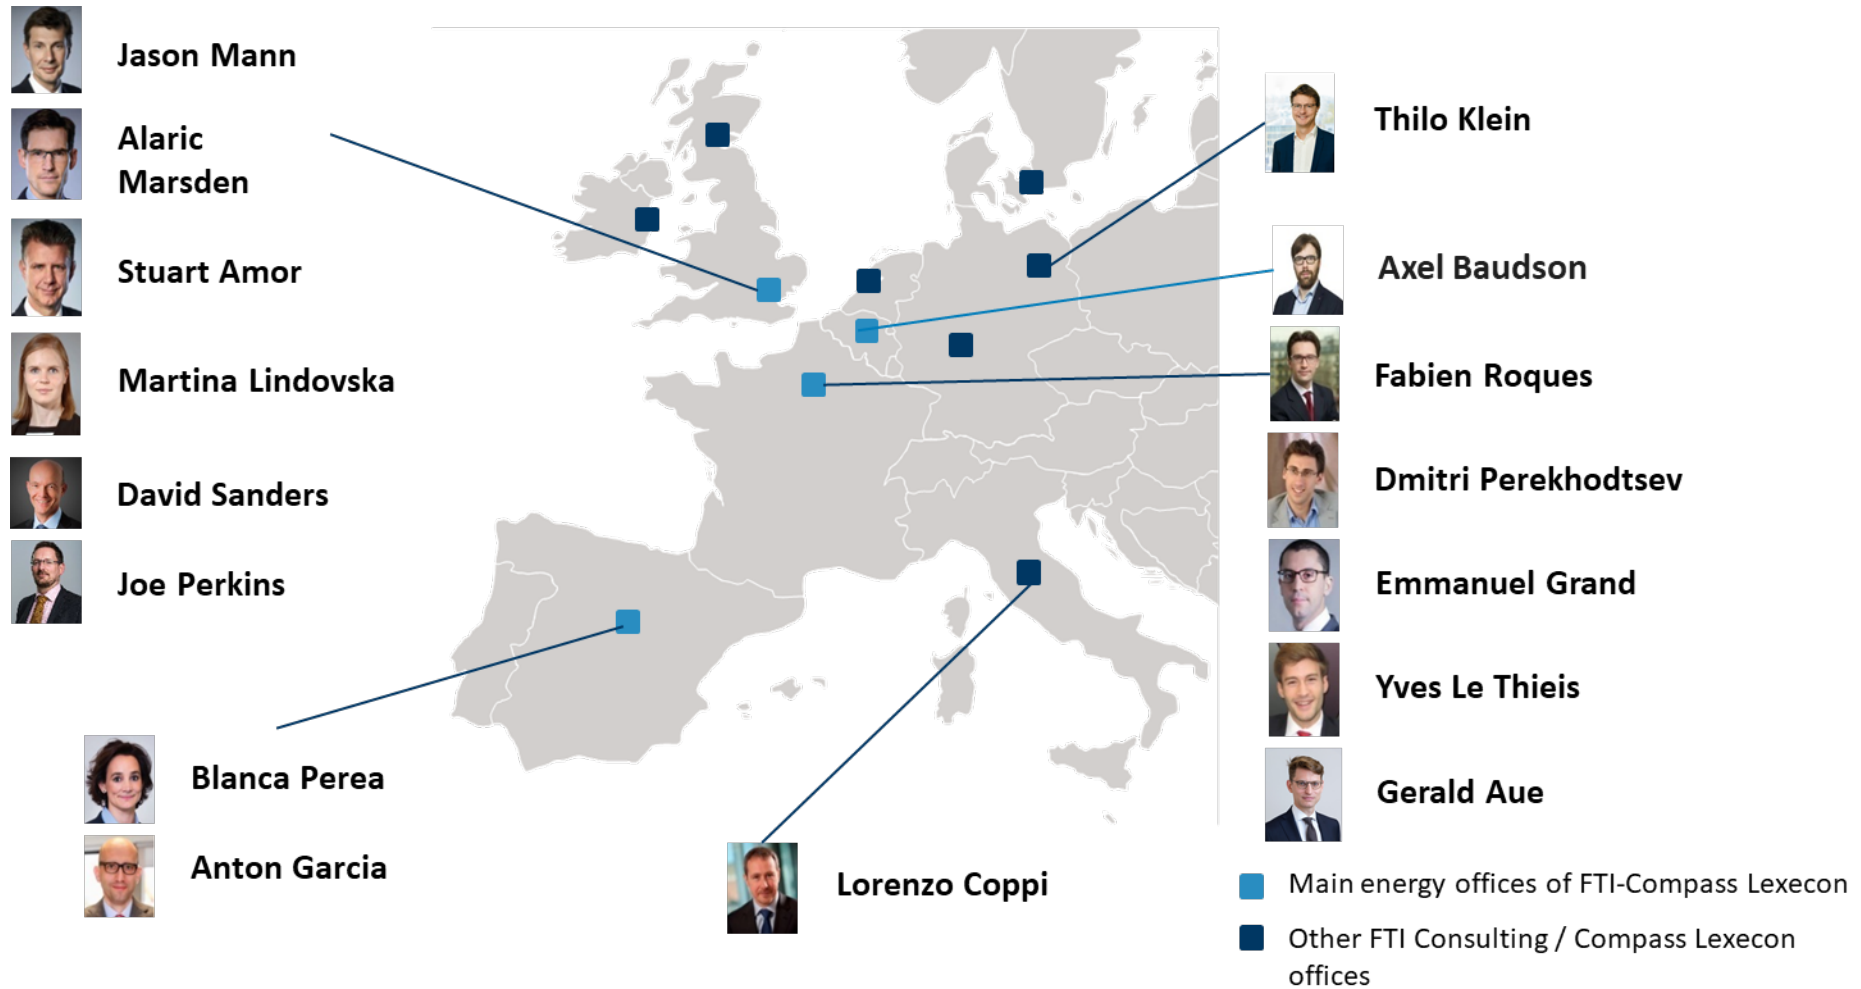 Jason Mann
Alaric
Marsden
Stuart Amor
Martina Lindovska
David Sanders
Joe Perkins
Blanca Perea
Anton Garcia
Lorenzo Coppi
Thilo Klein
Axel Baudson
Fabien Roques
Dmitri Perekhodtsev
Emmanuel Grand
Yves Le Thieis
Gerald Aue
Main energy offices of FTI-Compass Lexecon
Other FTI Consulting / Compass Lexecon
offices